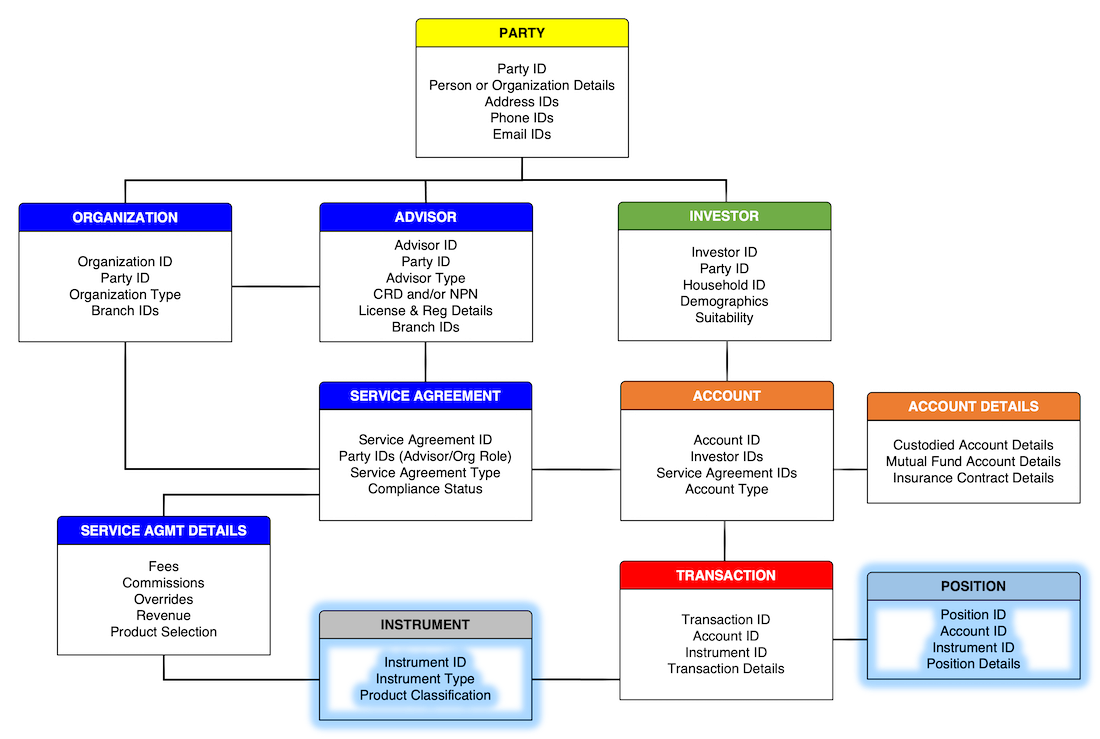 PARTY
Party ID
Person or Organization Details
Address IDs
Phone IDs
Email IDs
ORGANIZATION
Organization ID
Party ID
Organization Type
Branch IDs
ADVISOR
Advisor ID
Party ID
Advisor Type
CRD and/or NPN
License & Reg Details
Branch IDs
INVESTOR
Investor ID
Party ID
Household ID
Demographics
Suitability
SERVICE AGREEMENT
Service Agreement ID
Party IDs (Advisor/Org Role)
Service Agreement Type
Compliance Status
ACCOUNT
Account ID
Investor IDs
Service Agreement IDs
Account Type
ACCOUNT DETAILS
Custodied Account Details
Mutual Fund Account Details
Insurance Contract Details
SERVICE AGMT DETAILS
Fees
Commissions
Overrides
Revenue
Product Selection
INSTRUMENT
Instrument ID
Instrument Type
Product Classification
TRANSACTION
Transaction ID
Account ID
Instrument ID
Transaction Details
POSITION
Position ID
Account ID
Instrument ID
Position Details